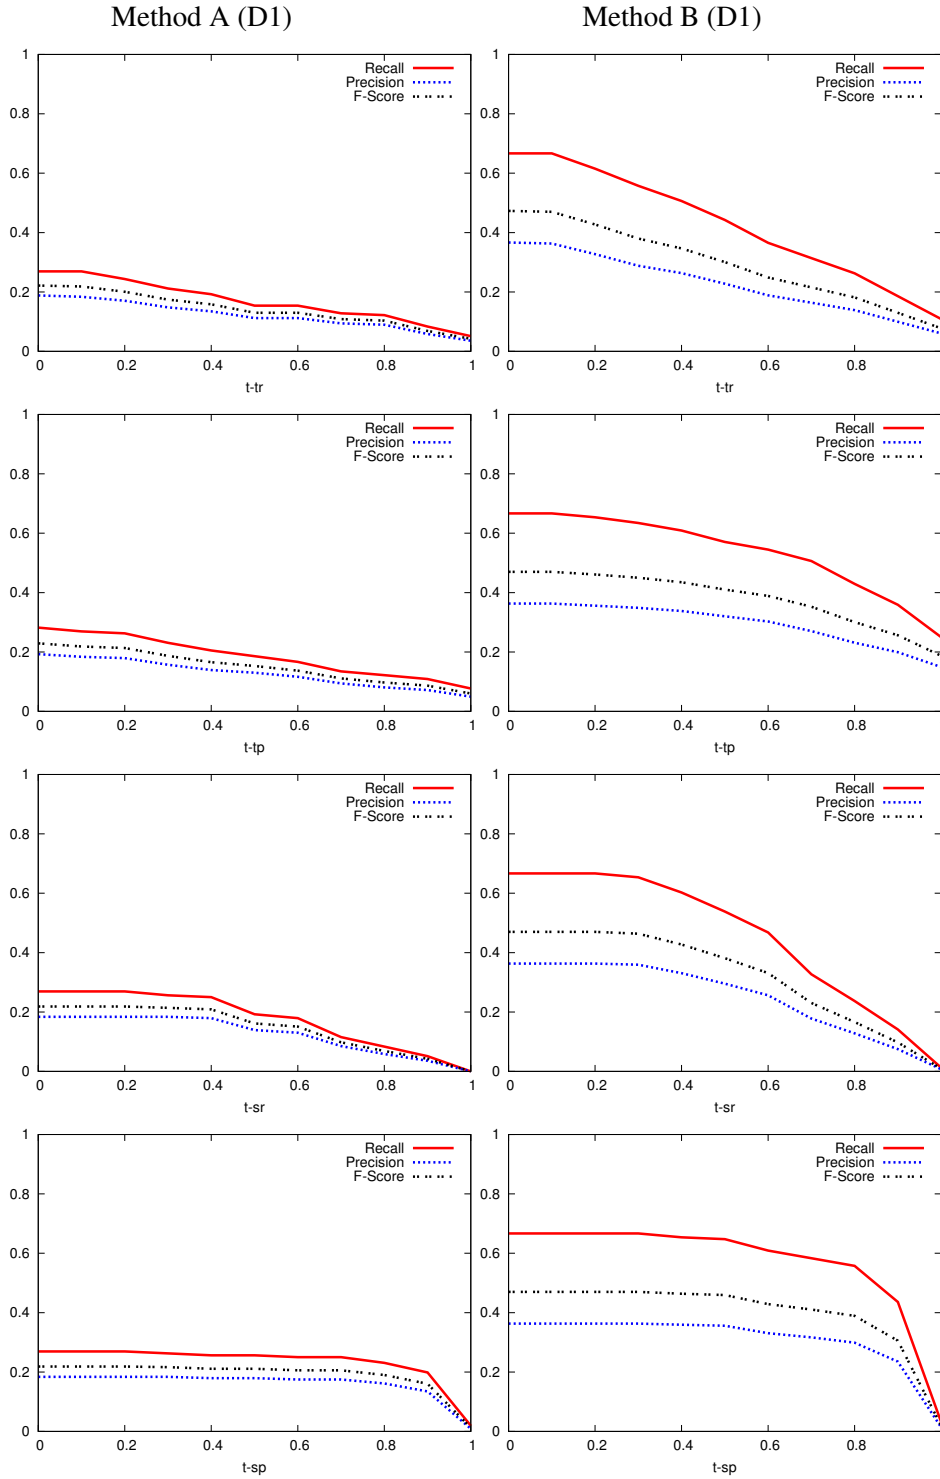 Method A (D1) Method B (D1)
1 Recall 1 Recall
Precision Precision
F-Score F-Score
0.8 0.8
0.6 0.6
0.4 0.4
0.2 0.2
0 0
0 0.2 0.4 0.6 0.8 1 0 0.2 0.4 0.6 0.8
t-tr t-tr
1 Recall 1 Recall
Precision Precision
F-Score F-Score
0.8 0.8
0.6 0.6
0.4 0.4
0.2 0.2
0 0
0 0.2 0.4 0.6 0.8 1 0 0.2 0.4 0.6 0.8
t-tp t-tp
1 Recall 1 Recall
Precision Precision
F-Score F-Score
0.8 0.8
0.6 0.6
0.4 0.4
0.2 0.2
0 0
0 0.2 0.4 0.6 0.8 1 0 0.2 0.4 0.6 0.8
t-sr t-sr
1 Recall 1 Recall
Precision Precision
F-Score F-Score
0.8 0.8
0.6 0.6
0.4 0.4
0.2 0.2
0 0
0 0.2 0.4 0.6 0.8 1 0 0.2 0.4 0.6 0.8
t-sp t-sp